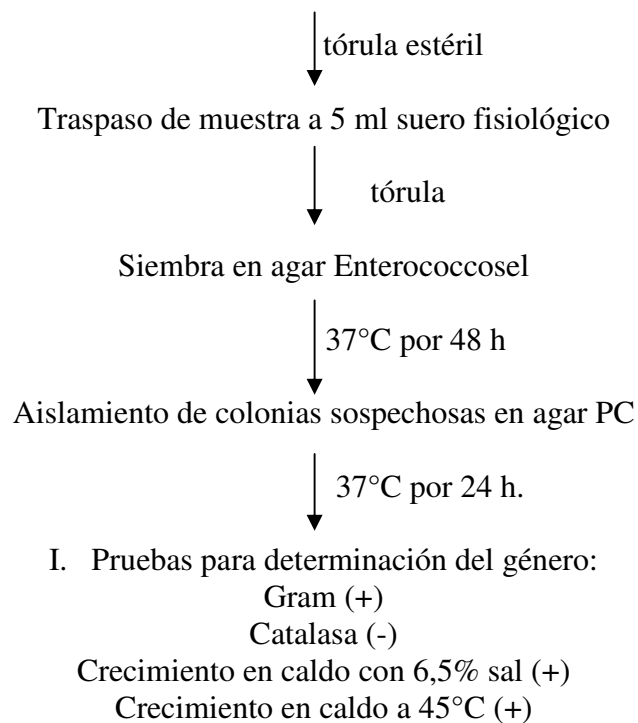 tórula estéril
Traspaso de muestra a 5 ml suero fisiológico
tórula
Siembra en agar Enterococcosel
37°C por 48 h
Aislamiento de colonias sospechosas en agar PC
37°C por 24 h.
I. Pruebas para determinación del género:
Gram (+)
Catalasa (-)
Crecimiento en caldo con 6,5% sal (+)
Crecimiento en caldo a 45°C (+)